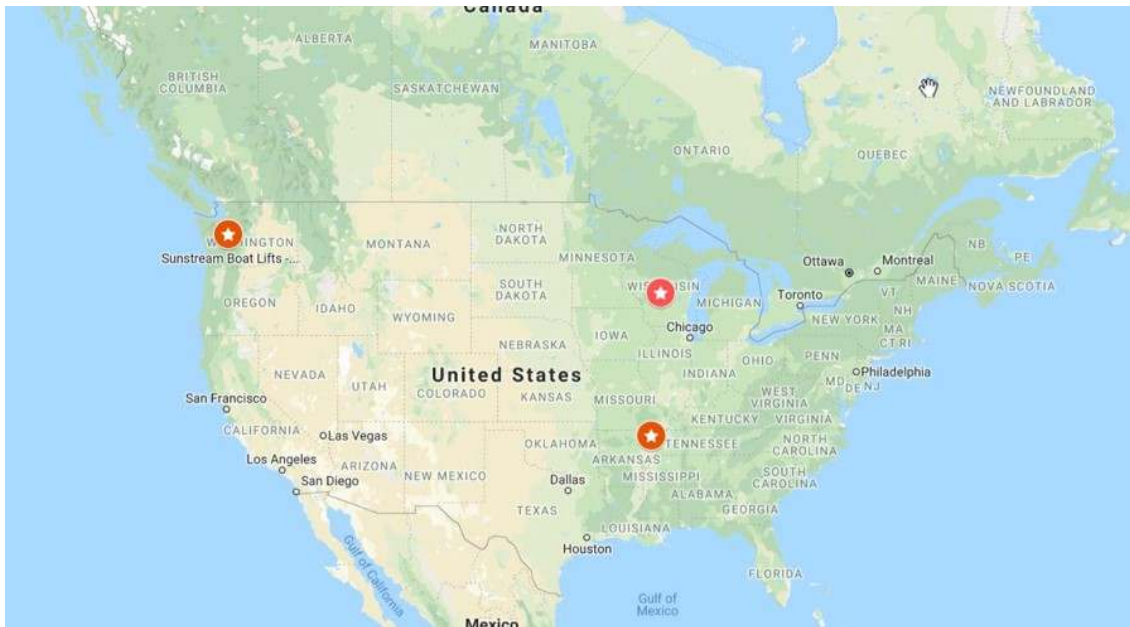 Canada
ALBERTA
MANITOBA
BRITISH
COLUMBIA
SASKATCHEWAN
NEWFOUNDLAND
AND LABRADOR
ONTARIO
QUEBEC
NORTH
DAKOTA
MONTANA
MINNESOTA
Sunstream Boat Lifts -...
Ottawa
Montreal
NB
PE
MAINE
NOVA SCOTIA
SOUTH
DAKOTA
MICHIGAN
Toronto
VT
NH
OREGON
IDAHO
WYOMING
NEW YORK
MA
CT RI
Chicago
IOWA
NEBRASKA
ILLINOIS
INDIANA
OHIO
PENN
Philadelphia
MD
DE
NJ
United States
NEVADA
UTAH
COLORADO
KANSAS
MISSOURI
WEST
VIRGINIA
KENTUCKY
VIRGINIA
San Francisco
CALIFORNIA
Las Vegas
OKLAHOMA
TENNESSEE
NORTH
CAROLINA
ARKANSAS
Los Angeles
ARIZONA
NEW MEXICO
San Diego
Dallas
MISSISSIPPI
SOUTH
CAROLINA
ALABAMA
TEXAS
GEORGIA
LOUISIANA
Houston
Gulf of California
FLORIDA
Gulf of
Mexico
Mexico